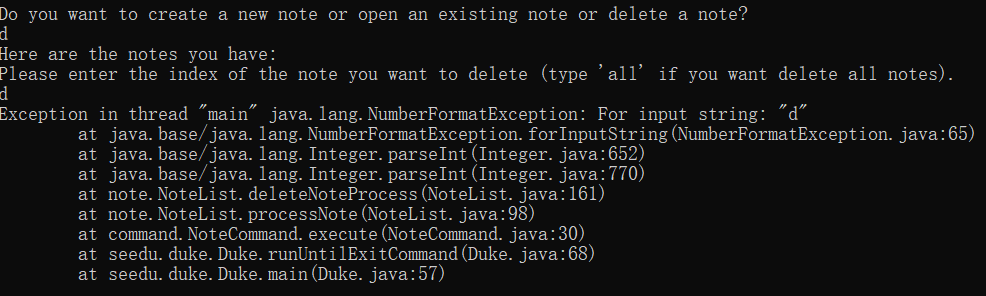 Do you want to create a new note or open an existing note or delete a note?
d
Here are the notes you have:
Please enter the index of the note you want to delete (type 'all' if you want delete all notes).
d
Exception in thread "main" java.lang.NumberFormatException: For input string: "d"
at java.base/java.lang.NumberFormatException.forInputString(NumberFormatException.java:65)
at java.base/java.lang.Integer.parseInt(Integer.java:652)
at java.base/java.lang.Integer.parseInt(Integer.java:770)
at note.NoteList.deleteNoteProcess(NoteList.java:161)
at note.NoteList.processNote(NoteList.java:98)
at command.NoteCommand.execute(NoteCommand.java:30)
at seedu.duke.Duke.runUntilExitCommand(Duke.java:68)
at seedu.duke.Duke.main(Duke.java:57)